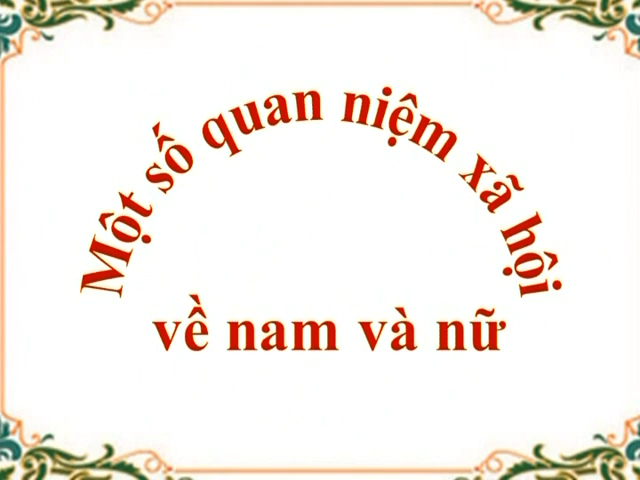 Một số quan niệm xã hội
về nam và nữ